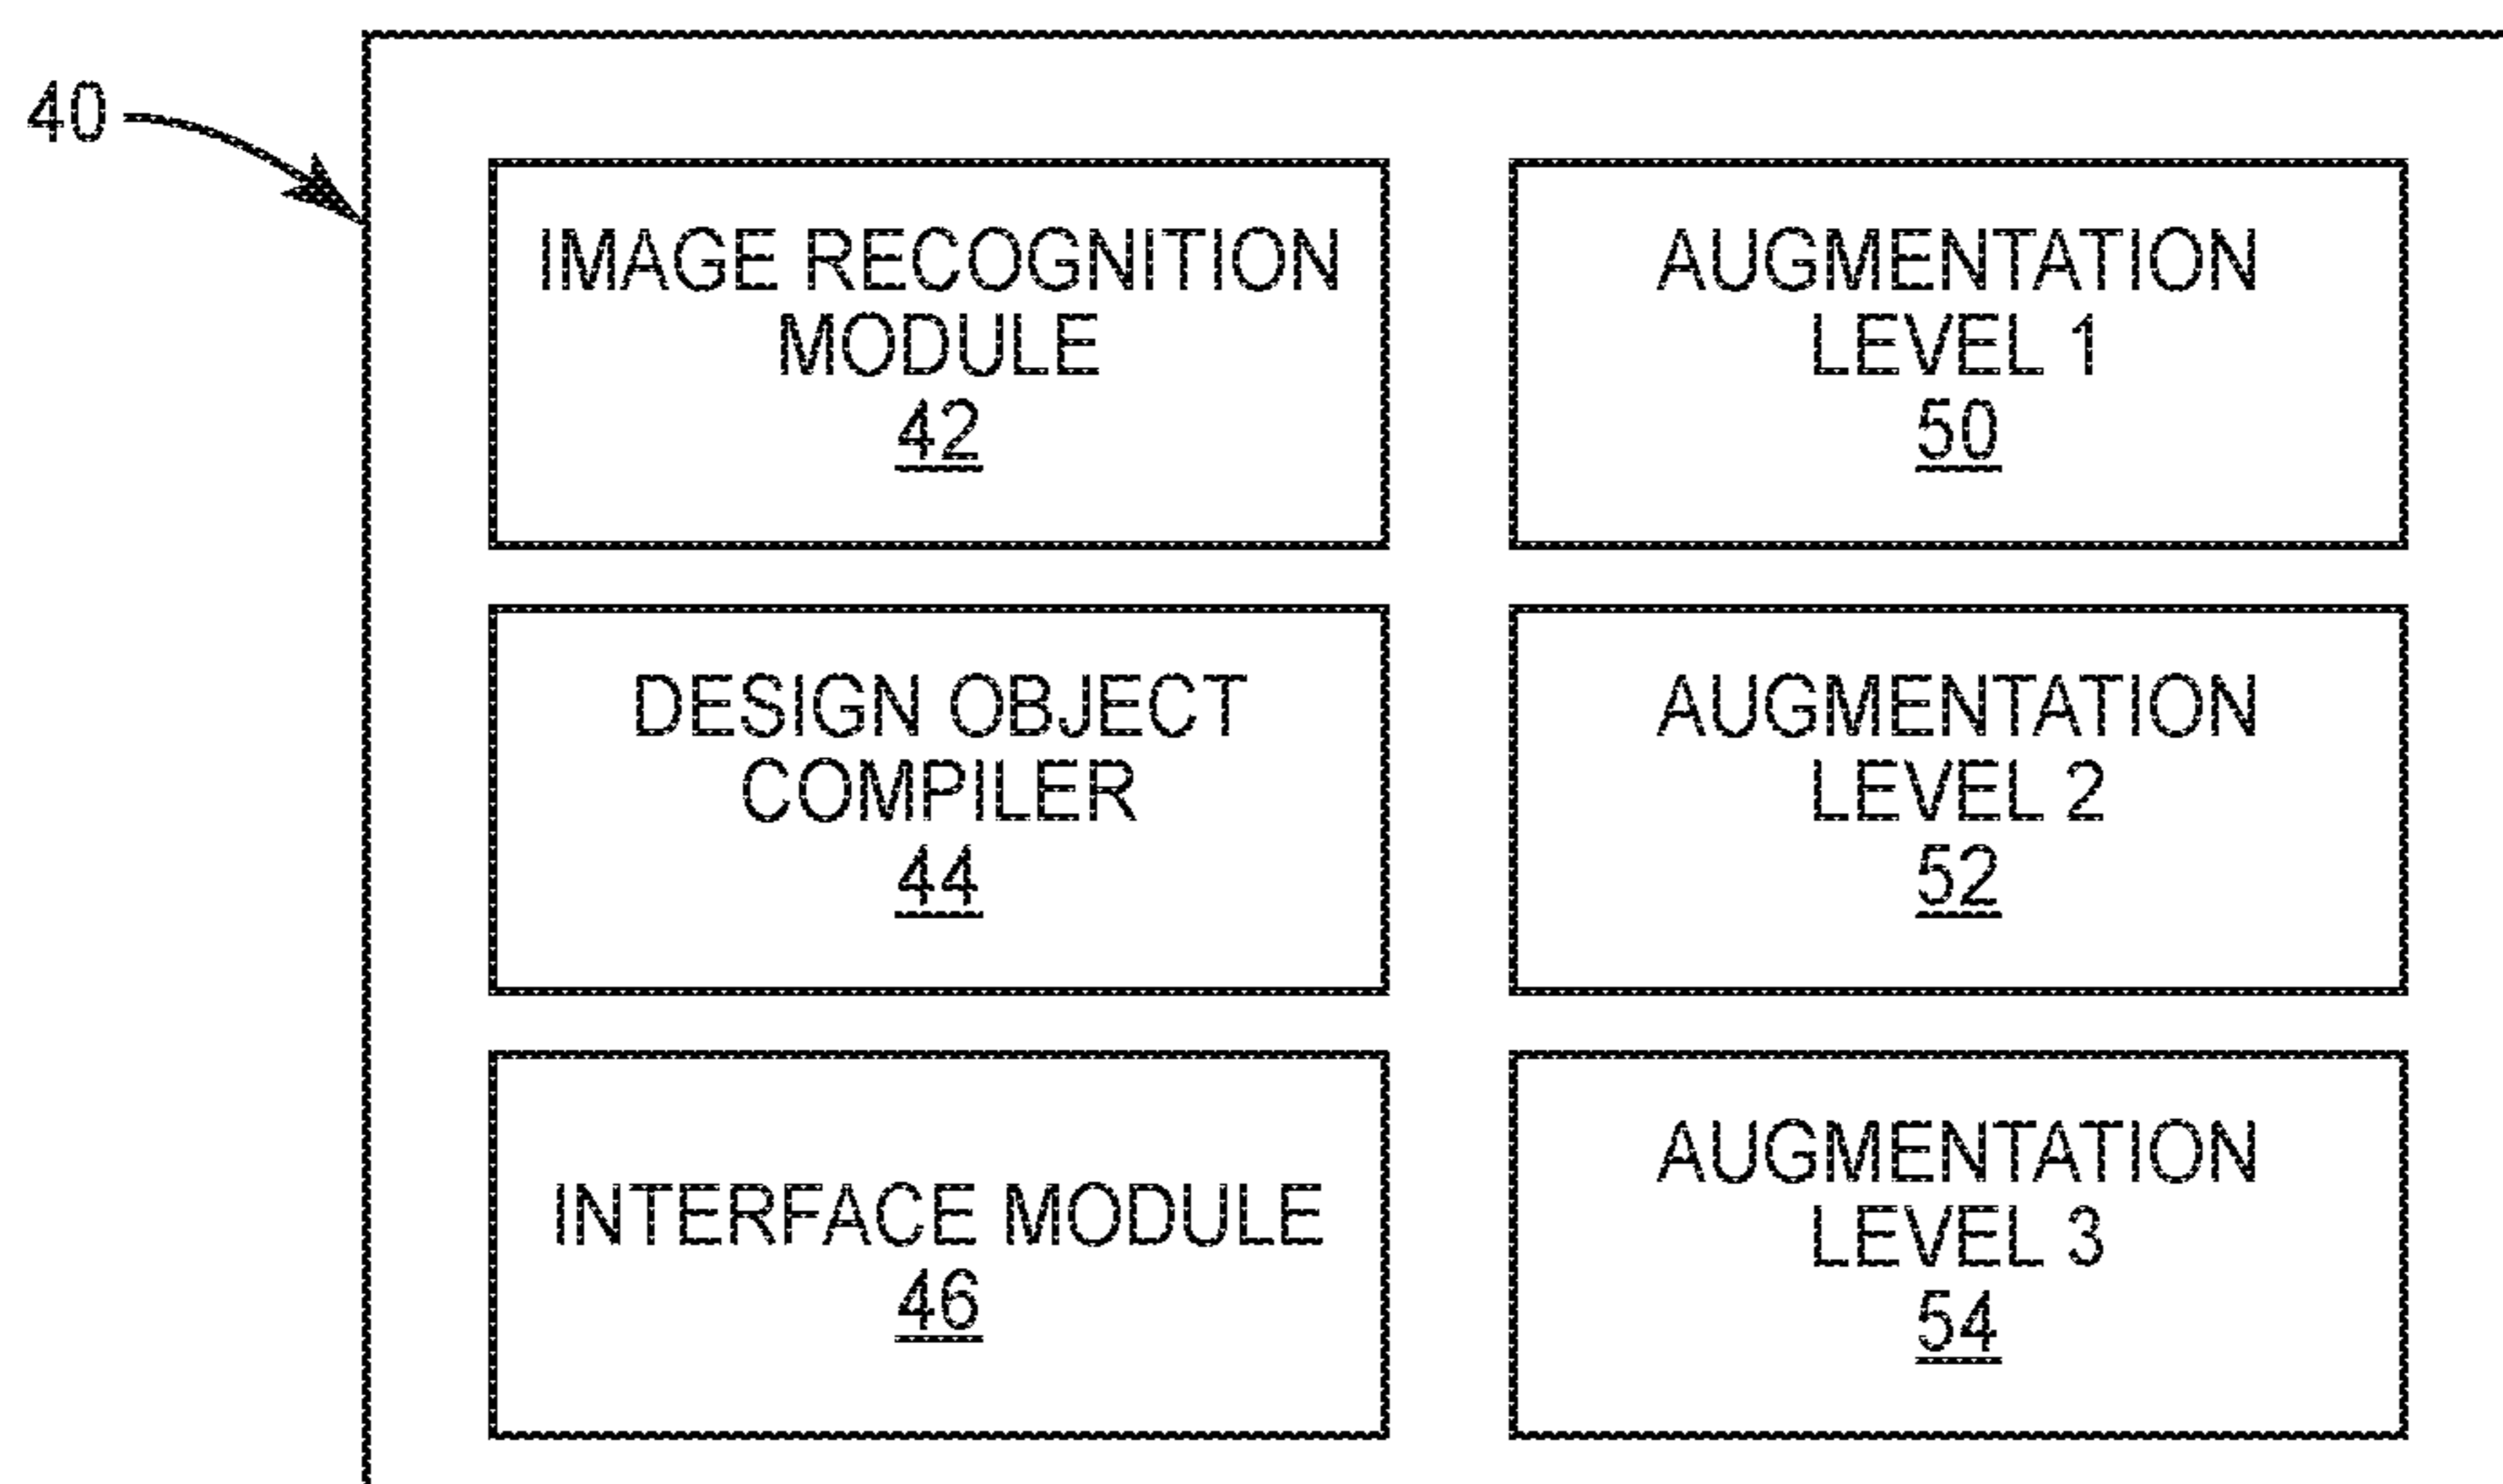 40
IMAGE RECOGNITION
MODULE
42
AUGMENTATION
LEVEL 1
50
DESIGN OBJECT
COMPILER
44
AUGMENTATION
LEVEL 2
52
INTERFACE MODULE
46
AUGMENTATION
LEVEL 3
54